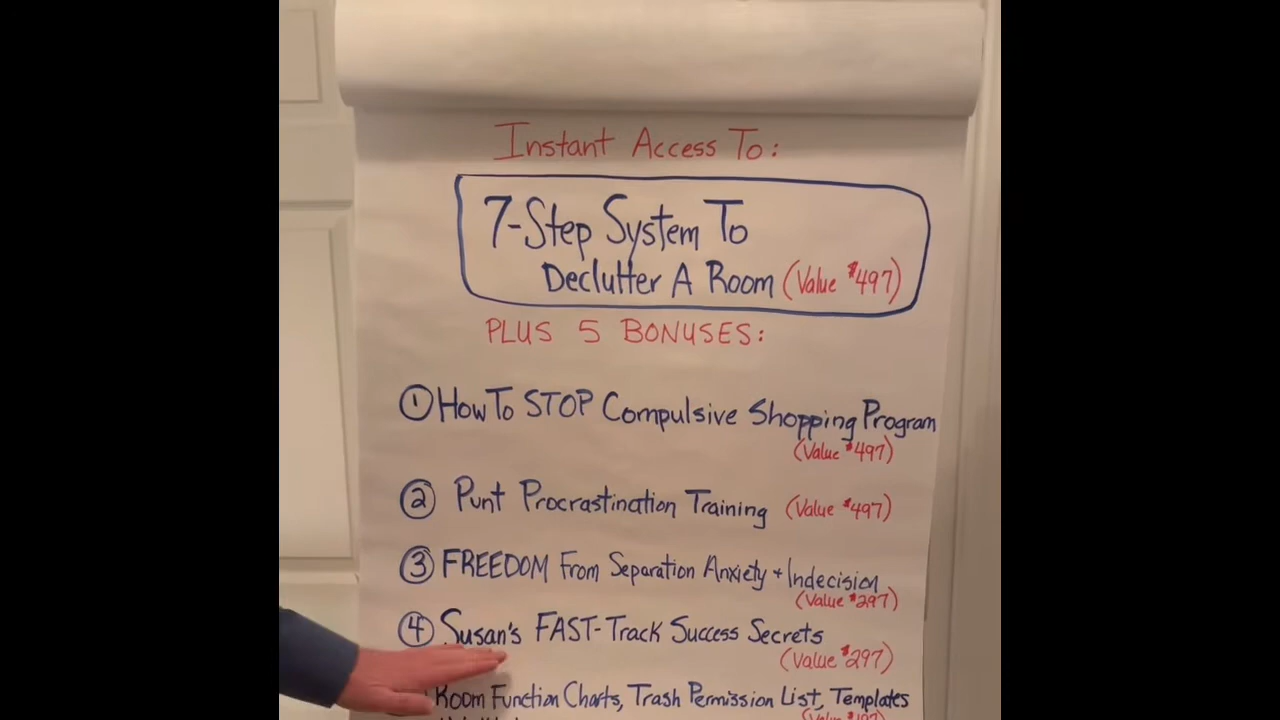 Instant Access To:
7-Step System To
Declutter A Room (Value $497)
PLUS 5 BONUSES:
① How To STOP Compulsive Shopping Program
(Value $497)
② Punt Procrastination Training (Value $497)
③ FREEDOM From Separation Anxiety + Indecision
(Value $297)
④ Susan's FAST-Track Success Secrets
(Value $297)
Room Function Charts, Trash Permission List, Templates
(Value $197)